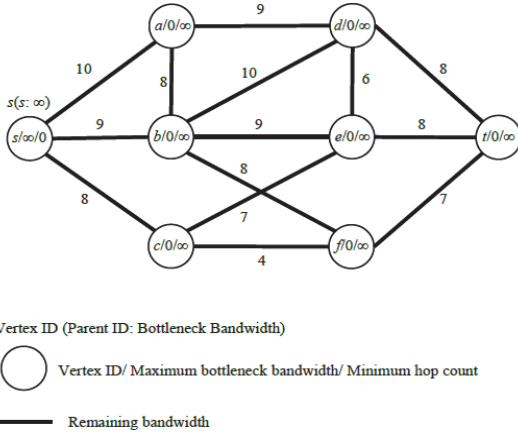 9
a/0/∞
d/0/∞
10
8
10
6
8
s(s: ∞)
s/∞/0
9
b/0/∞
9
e/0/∞
8
t/0/∞
8
8
7
7
c/0/∞
4
f/0/∞
Vertex ID (Parent ID: Bottleneck Bandwidth)
Vertex ID/ Maximum bottleneck bandwidth/ Minimum hop count
Remaining bandwidth